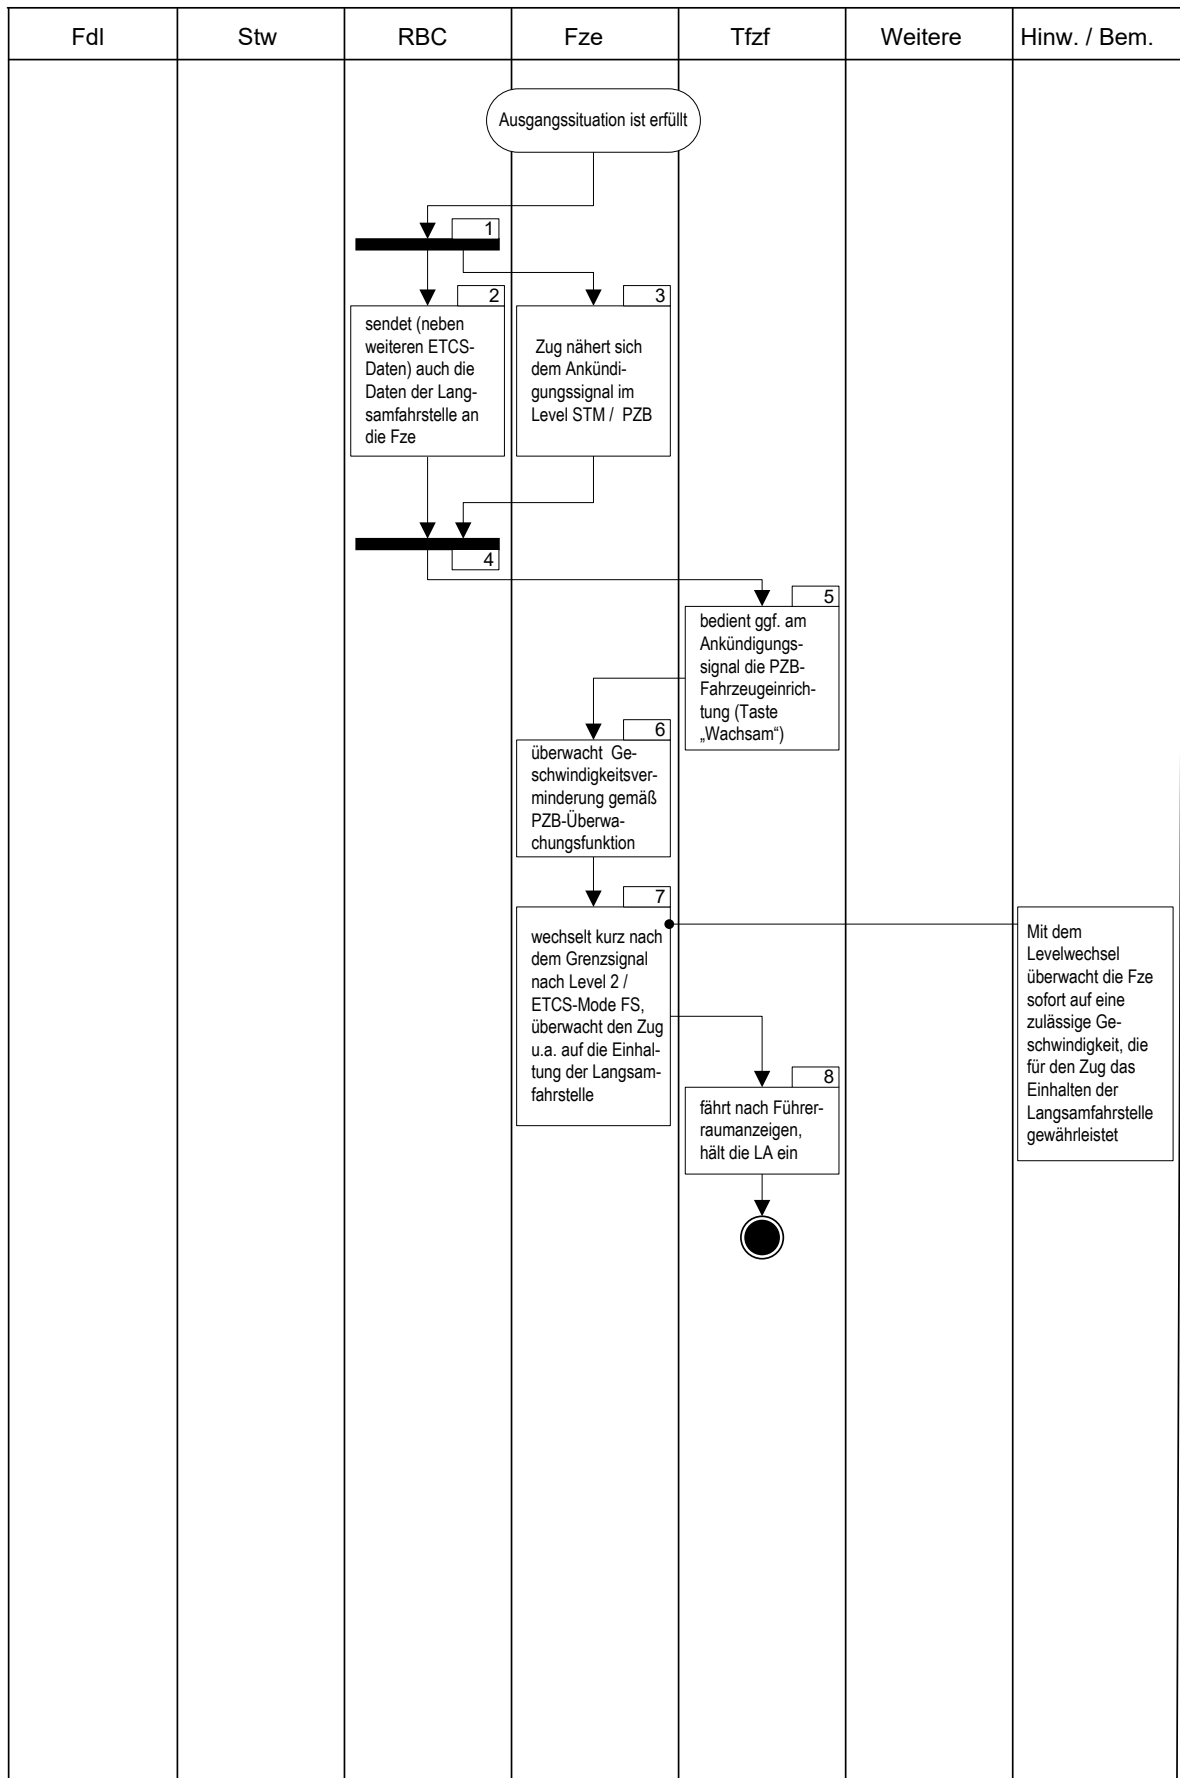 Fdl
Stw
RBC
Fze
Tfzf
Weitere
Hinw. / Bem.
Ausgangssituation ist erfüllt
1
2
sendet (neben
weiteren ETCS-
Daten) auch die
Daten der Lang-
samfahrstelle an
die Fze
3
Zug nähert sich
dem Ankündi-
gungssignal im
Level STM / PZB
4
5
bedient ggf. am
Ankündigungs-
signal die PZB-
Fahrzeugeinrich-
tung (Taste
„Wachsam“)
6
überwacht Ge-
schwindigkeitsver-
minderung gemäß
PZB-Überwa-
chungsfunktion
7
wechselt kurz nach
dem Grenzsignal
nach Level 2 /
ETCS-Mode FS,
überwacht den Zug
u.a. auf die Einhal-
tung der Langsam-
fahrstelle
Mit dem
Levelwechsel
überwacht die Fze
sofort auf eine
zulässige Ge-
schwindigkeit, die
für den Zug das
Einhalten der
Langsamfahrstelle
gewährleistet
8
fährt nach Führer-
raumanzeigen,
hält die LA ein